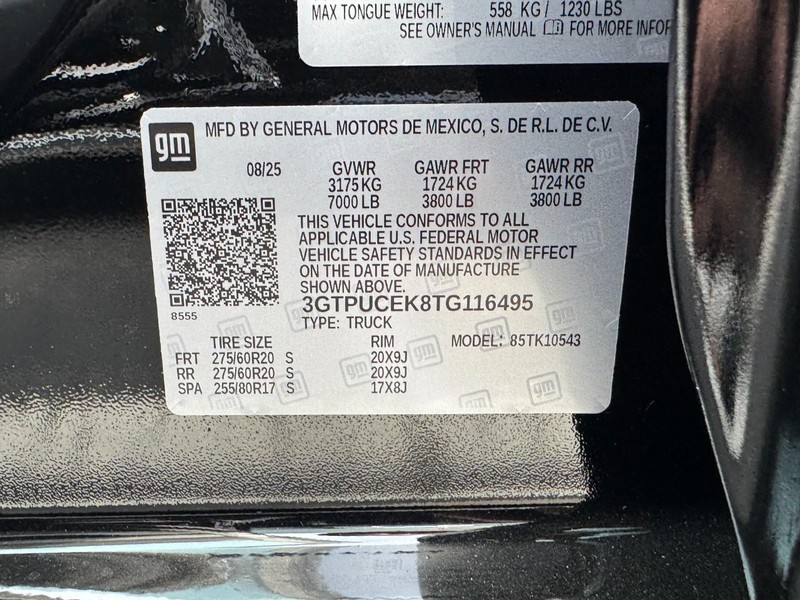 MAX TONGUE WEIGHT: 558 KG / 1230 LBS
SEE OWNER'S MANUAL FOR MORE INFOR
gm MFD BY GENERAL MOTORS DE MEXICO, S. DE R.L. DE C.V.
08/25 GVWR GAWR FRT GAWR RR
3175 KG 1724 KG 1724 KG
7000 LB 3800 LB 3800 LB
THIS VEHICLE CONFORMS TO ALL
APPLICABLE U.S. FEDERAL MOTOR
VEHICLE SAFETY STANDARDS IN EFFECT
ON THE DATE OF MANUFACTURE
SHOWN ABOVE.
8555
3GTPUCEK8TG116495
TYPE: TRUCK
TIRE SIZE RIM MODEL: 85TK10543
FRT 275/60R20 S 20X9J
RR 275/60R20 S 20X9J
SPA 255/80R17 S 17X8J